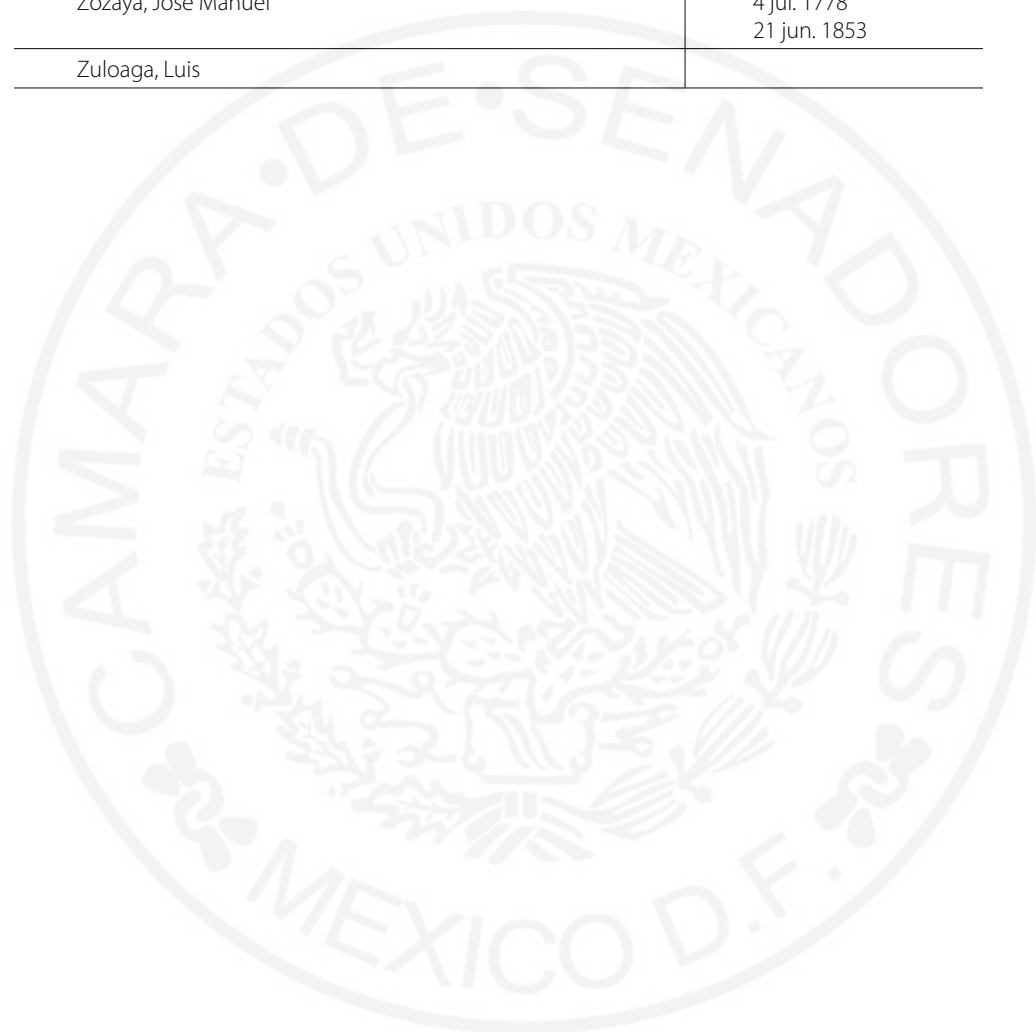 Zozaya, José Manuel
4 jul. 1778
21 jun. 1853
Zuloaga, Luis
CAMARA•DE•SENADORES
ESTADOS UNIDOS MEXICANOS
MEXICO D.F.